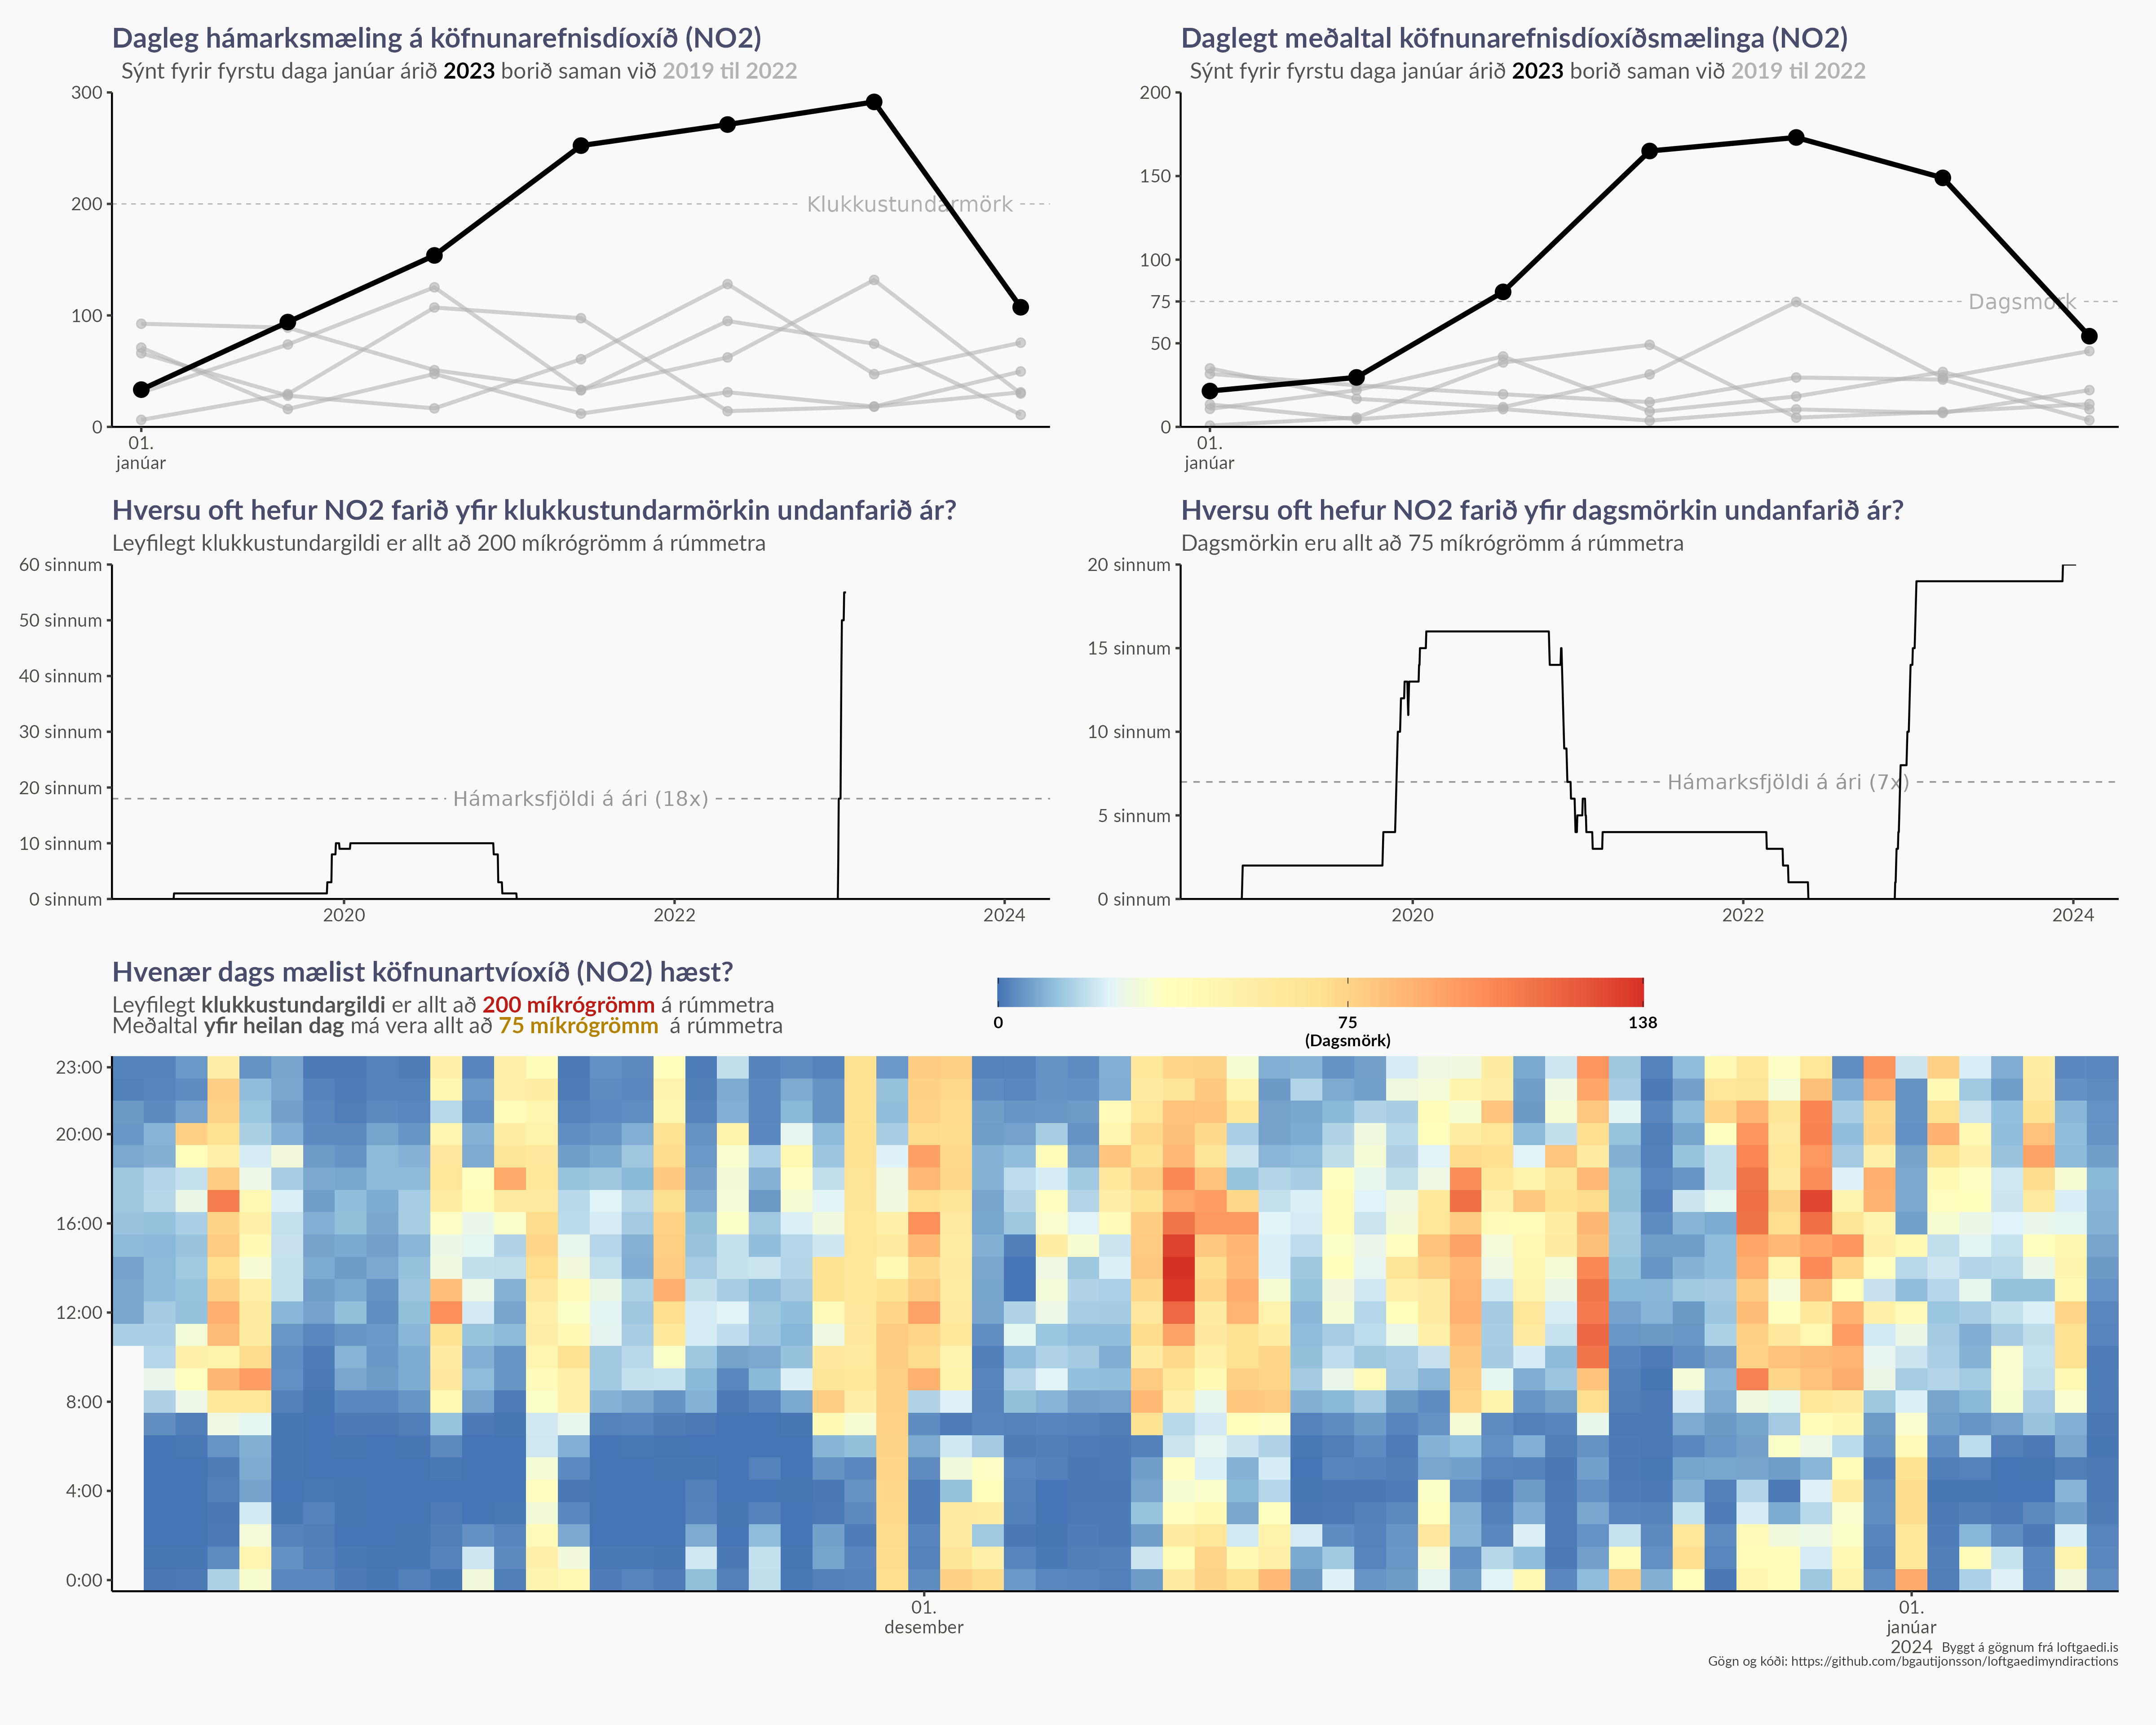 Dagleg hámarksmæling á köfnunarefnisdíoxíð (NO2)
Sýnt fyrir fyrstu daga janúar árið 2023 borið saman við 2019 til 2022
300
200
100
0
Klukkustundarmörk
01.
janúar
Daglegt meðaltal köfnunarefnisdíoxíðsmælinga (NO2)
Sýnt fyrir fyrstu daga janúar árið 2023 borið saman við 2019 til 2022
200
150
100
75
50
0
Dagsmörk
01.
janúar
Hversu oft hefur NO2 farið yfir klukkustundarmörkin undanfarið ár?
Leyfilegt klukkustundargildi er allt að 200 míkrógrömm á rúmmetra
60 sinnum
50 sinnum
40 sinnum
30 sinnum
20 sinnum
10 sinnum
0 sinnum
Hámarksfjöldi á ári (18x)
2020 2022 2024
Hversu oft hefur NO2 farið yfir dagsmörkin undanfarið ár?
Dagsmörkin eru allt að 75 míkrógrömm á rúmmetra
20 sinnum
15 sinnum
10 sinnum
5 sinnum
0 sinnum
Hámarksfjöldi á ári (7x)
2020 2022 2024
Hvenær dags mælist köfnunartvíoxíð (NO2) hæst?
Leyfilegt klukkustundargildi er allt að 200 míkrógrömm á rúmmetra
Meðaltal yfir heilan dag má vera allt að 75 míkrógrömm á rúmmetra
0 75 138
(Dagsmörk)
23:00
20:00
16:00
12:00
8:00
4:00
0:00
01.
desember
01.
janúar
2024
Byggt á gögnum frá loftgaedi.is
Gögn og kóði: https://github.com/bgautijonsson/loftgaedimyndiractions